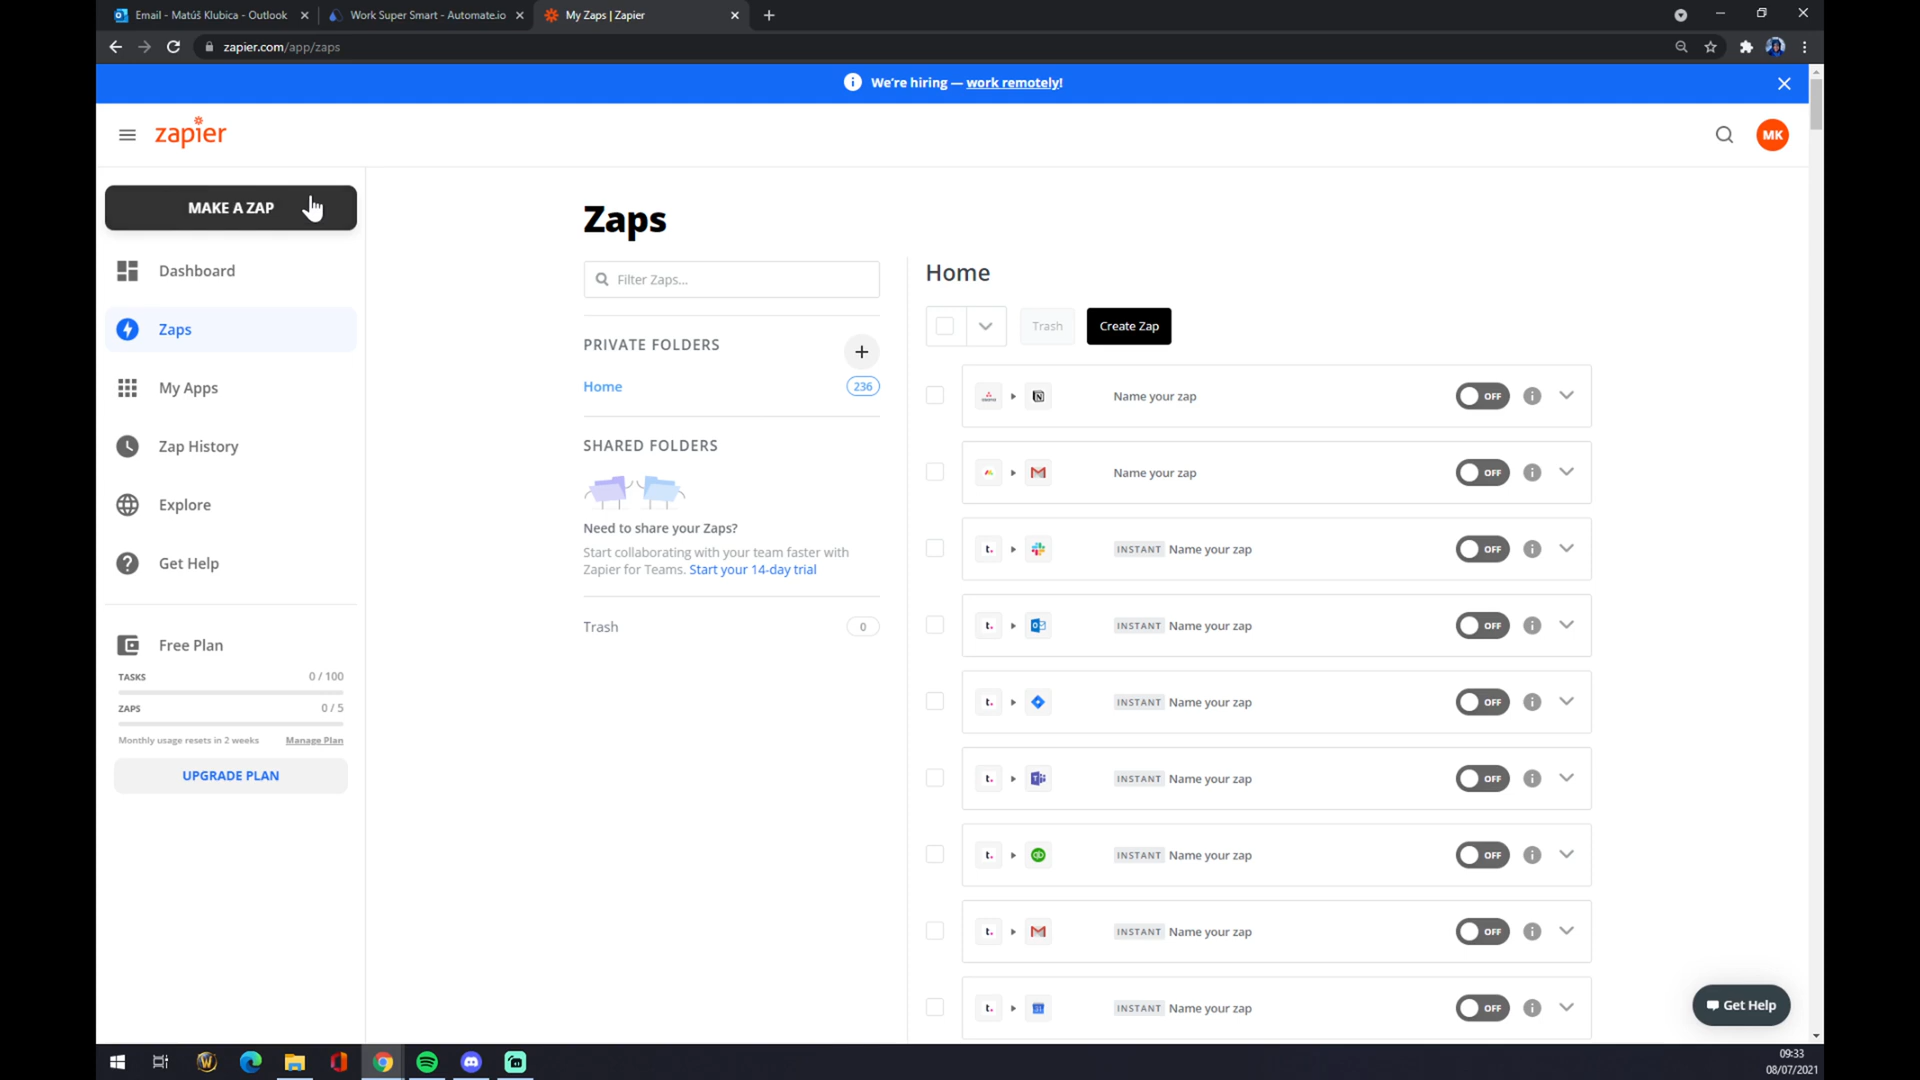 Email - Matúš Klubica - Outlook
Work Super Smart - Automate.io
My Zaps | Zapier
zapier.com/app/zaps
We're hiring — work remotely!
zapier
MK
MAKE A ZAP
Dashboard
Zaps
My Apps
Zap History
Explore
Get Help
Free Plan
TASKS 0 / 100
ZAPS 0 / 5
Monthly usage resets in 2 weeks Manage Plan
UPGRADE PLAN
Zaps
Filter Zaps...
PRIVATE FOLDERS
Home 236
SHARED FOLDERS
Need to share your Zaps?
Start collaborating with your team faster with
Zapier for Teams. Start your 14-day trial
Trash 0
Home
Trash
Create Zap
Name your zap OFF
Name your zap OFF
t. INSTANT Name your zap OFF
t. INSTANT Name your zap OFF
t. INSTANT Name your zap OFF
t. INSTANT Name your zap OFF
t. INSTANT Name your zap OFF
t. INSTANT Name your zap OFF
t. INSTANT Name your zap OFF
Get Help
09:33
08/07/2021